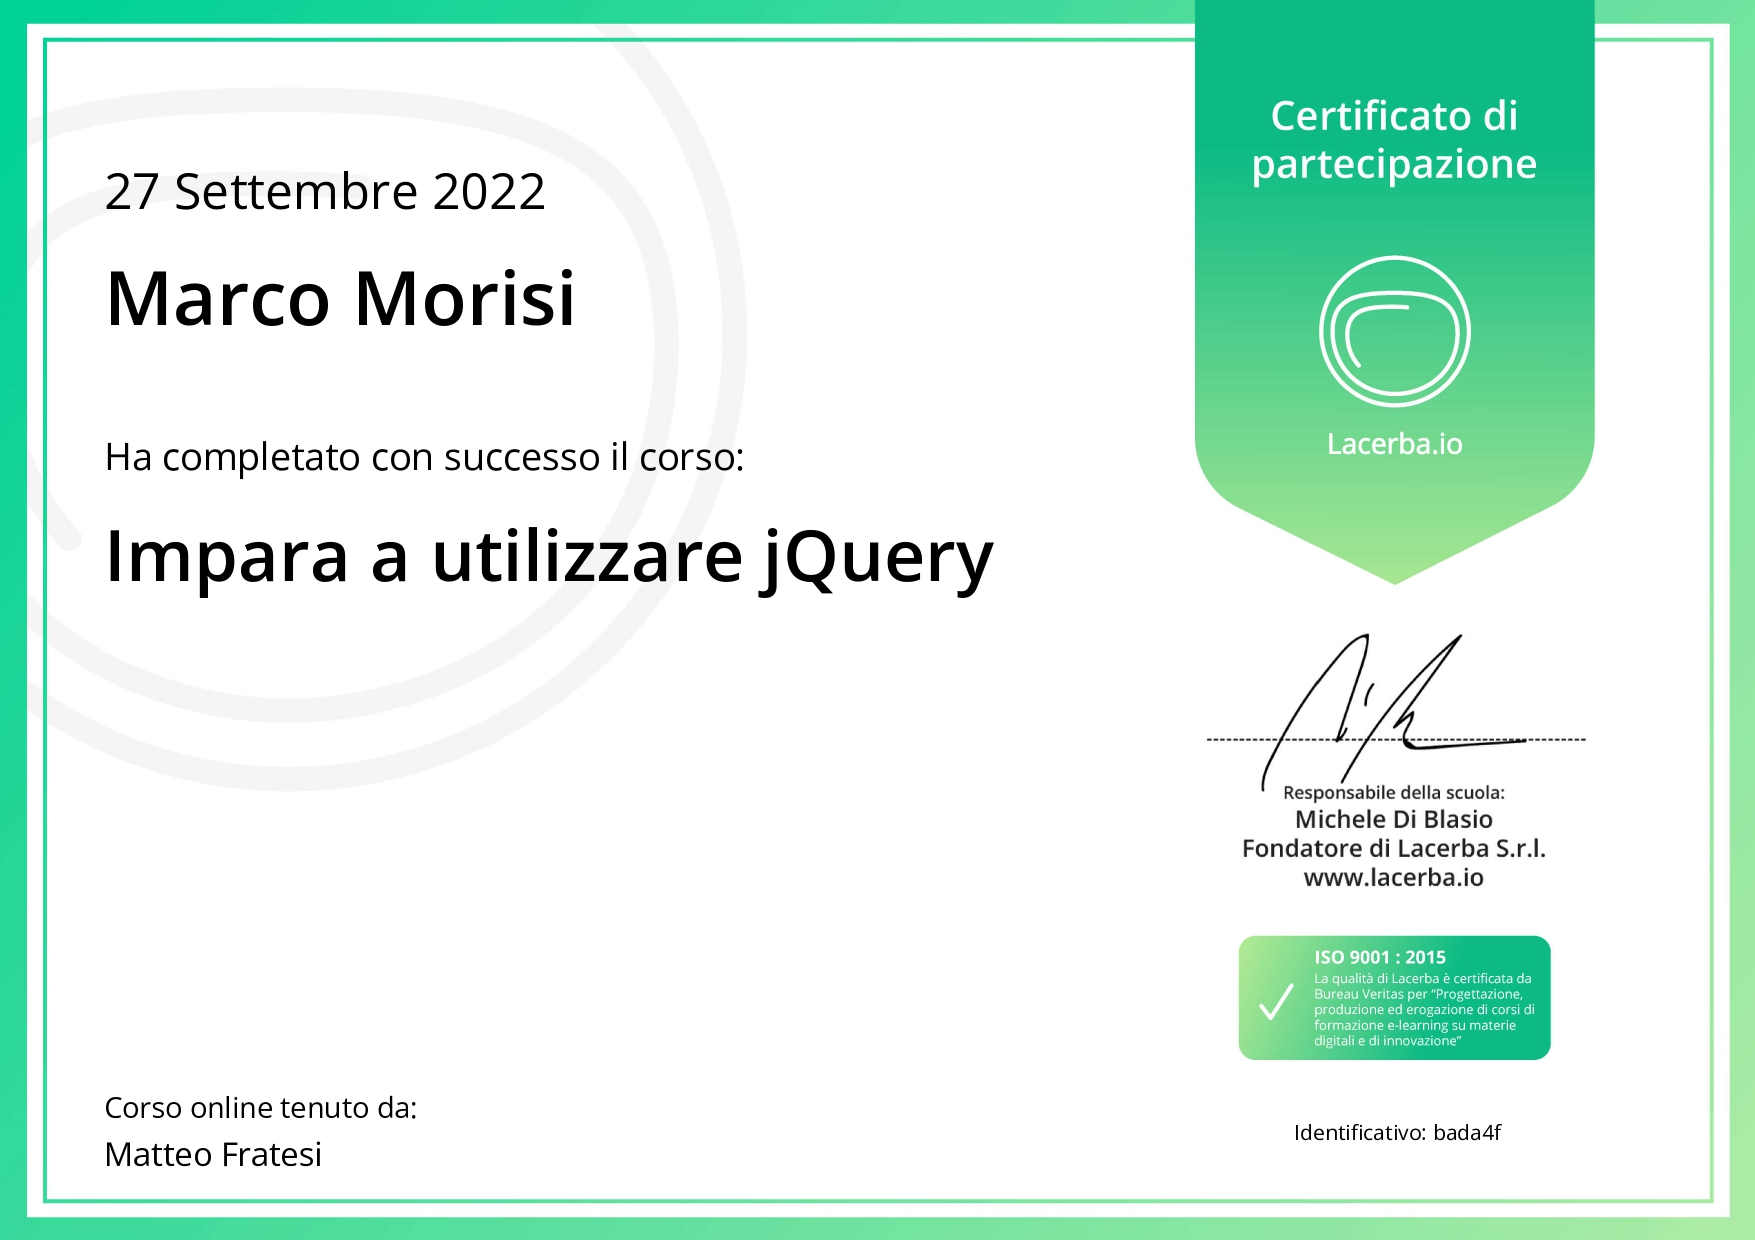 27 Settembre 2022
Marco Morisi
Ha completato con successo il corso:
Impara a utilizzare jQuery
Corso online tenuto da:
Matteo Fratesi
Certificato di
partecipazione
Lacerba.io
Responsabile della scuola:
Michele Di Blasio
Fondatore di Lacerba S.r.l.
www.lacerba.io
ISO 9001 : 2015
La qualità di Lacerba è certificata da
Bureau Veritas per “Progettazione,
produzione ed erogazione di corsi di
formazione e-learning su materie
digitali e di innovazione”
Identificativo: bada4f